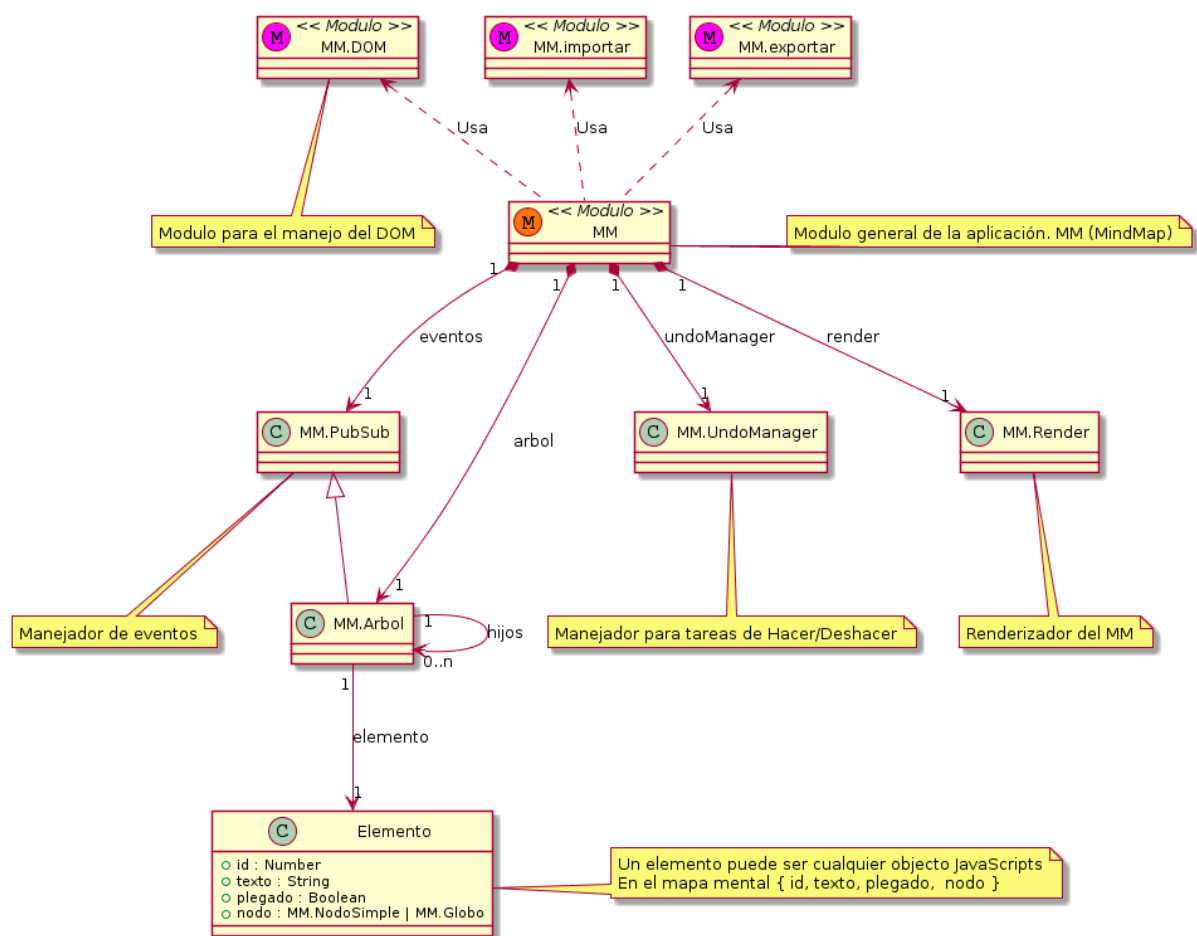 << Modulo >>
M
MM.DOM
<< Modulo >>
M
MM.importar
<< Modulo >>
M
MM.exportar
Usa
Usa
Usa
Modulo para el manejo del DOM
<< Modulo >>
M
MM
Modulo general de la aplicación. MM (MindMap)
1
1
1
1
eventos
undoManager
render
1
1
1
C
MM.PubSub
C
MM.UndoManager
C
MM.Render
arbol
1
Manejador de eventos
C
MM.Arbol
1
hijos
0..n
Manejador para tareas de Hacer/Deshacer
Renderizador del MM
1
elemento
1
C
Elemento
id : Number
texto : String
plegado : Boolean
nodo : MM.NodoSimple | MM.Globo
Un elemento puede ser cualquier objecto JavaScripts
En el mapa mental { id, texto, plegado, nodo }